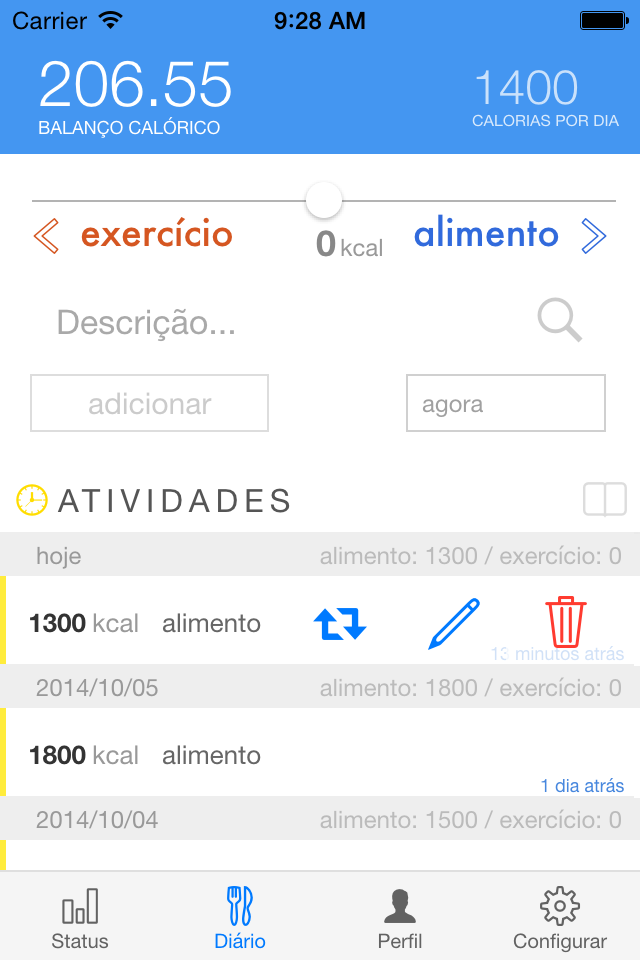 Carrier 9:28 AM
206.55 1400
BALANÇO CALÓRICO CALORIAS POR DIA
exercício 0 kcal alimento
Descrição...
adicionar agora
ATIVIDADES
hoje alimento: 1300 / exercício: 0
1300 kcal alimento
13 minutos atrás
2014/10/05 alimento: 1800 / exercício: 0
1800 kcal alimento
1 dia atrás
2014/10/04 alimento: 1500 / exercício: 0
Status Diário Perfil Configurar